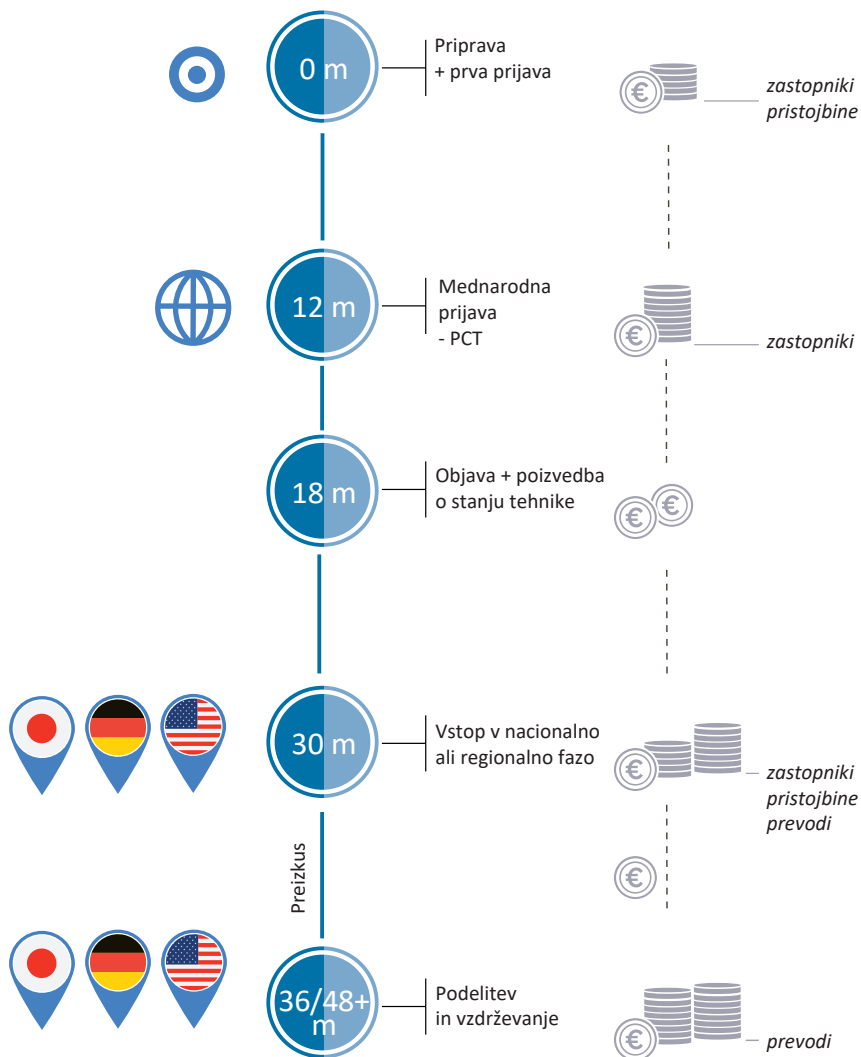 0 m
Priprava
+ prva prijava
€
zastopniki
pristojbine
12 m
Mednarodna
prijava
- PCT
€
zastopniki
18 m
Objava + poizvedba
o stanju tehnike
€
€
30 m
Vstop v nacionalno
ali regionalno fazo
€
zastopniki
pristojbine
prevodi
Preizkus
€
36/48+
m
Podelitev
in vzdrževanje
€
prevodi